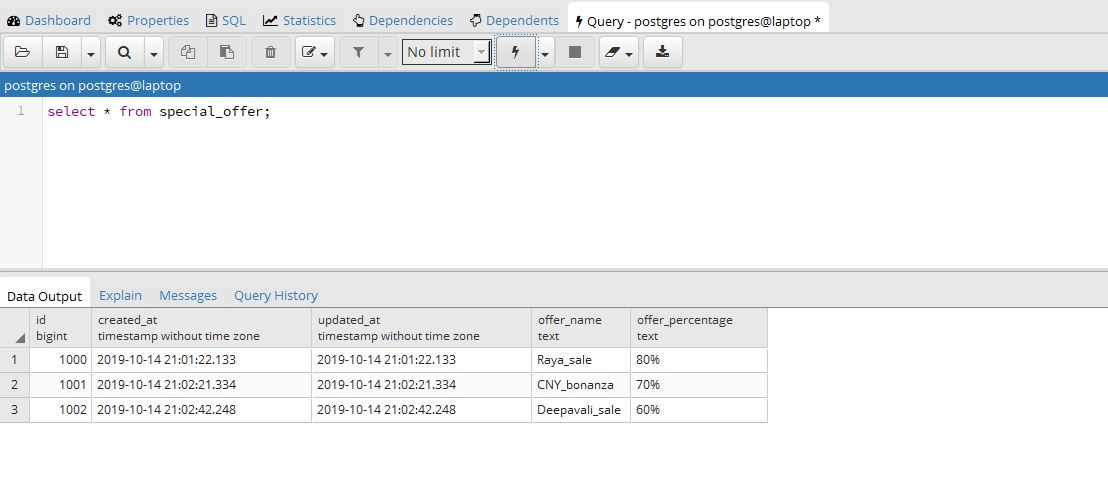 Dashboard Properties SQL Statistics Dependencies Dependents Query - postgres on postgres@laptop *
No limit
postgres on postgres@laptop
1 select * from special_offer;
Data Output Explain Messages Query History
id created_at updated_at offer_name offer_percentage
bigint timestamp without time zone timestamp without time zone text text
1 1000 2019-10-14 21:01:22.133 2019-10-14 21:01:22.133 Raya_sale 80%
2 1001 2019-10-14 21:02:21.334 2019-10-14 21:02:21.334 CNY_bonanza 70%
3 1002 2019-10-14 21:02:42.248 2019-10-14 21:02:42.248 Deepavali_sale 60%